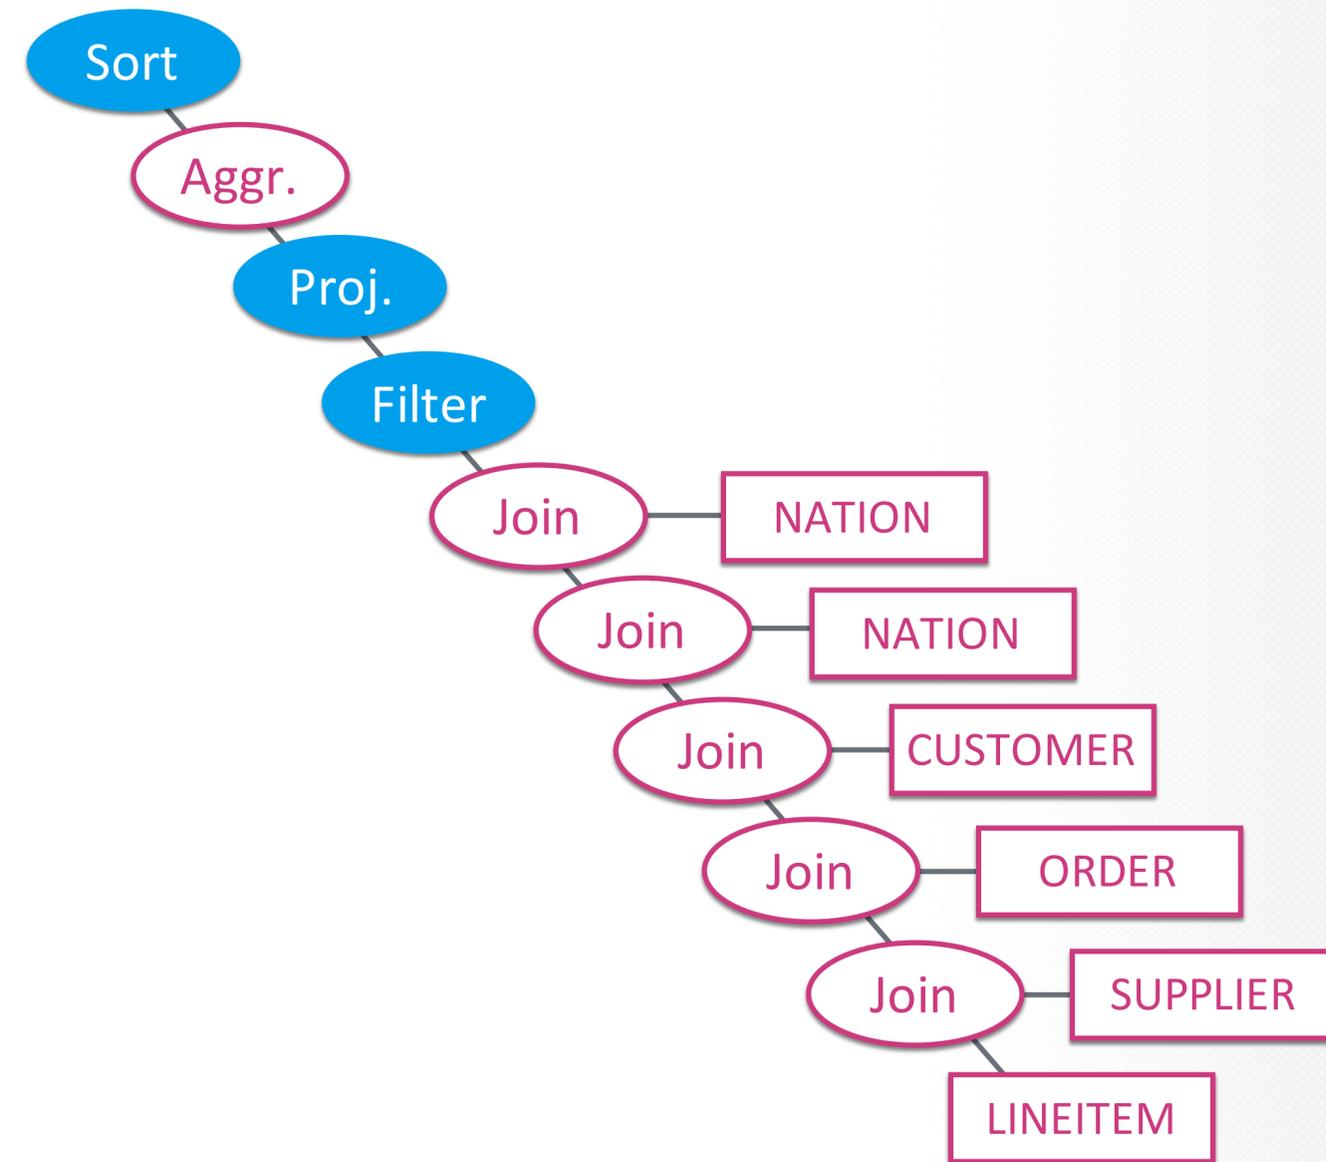 Sort
Aggr.
Proj.
Filter
Join
NATION
Join
NATION
Join
CUSTOMER
Join
ORDER
Join
SUPPLIER
LINEITEM